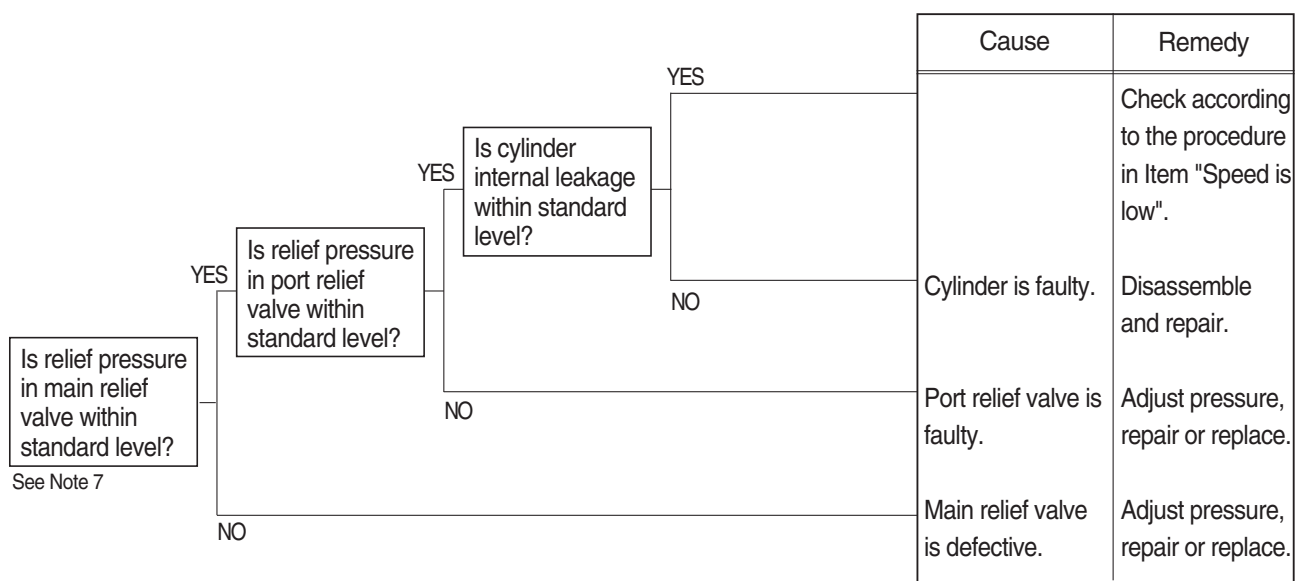 Cause
Remedy
YES
Check according
to the procedure
in Item "Speed is
low".
Is cylinder
internal leakage
within standard
level?
YES
NO
Cylinder is faulty.
Disassemble
and repair.
Is relief pressure
in port relief
valve within
standard level?
YES
NO
Port relief valve is
faulty.
Adjust pressure,
repair or replace.
Is relief pressure
in main relief
valve within
standard level?
See Note 7
NO
Main relief valve
is defective.
Adjust pressure,
repair or replace.